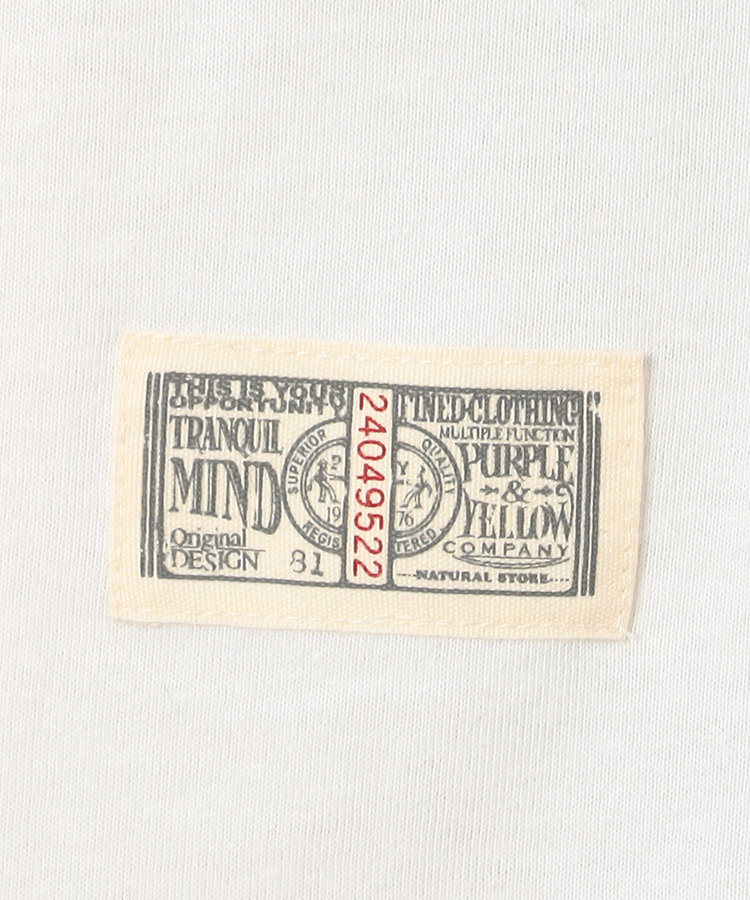 THIS IS YOUR
OPPORTUNITY
TRANQUIL
MIND
Original
DESIGN 81
SUPERIOR QUALITY
P Y
19 76
REGIS TERED
24049522
FINED·CLOTHING
MULTIPLE FUNCTION
PURPLE
&
YELLOW
COMPANY
NATURAL STORE